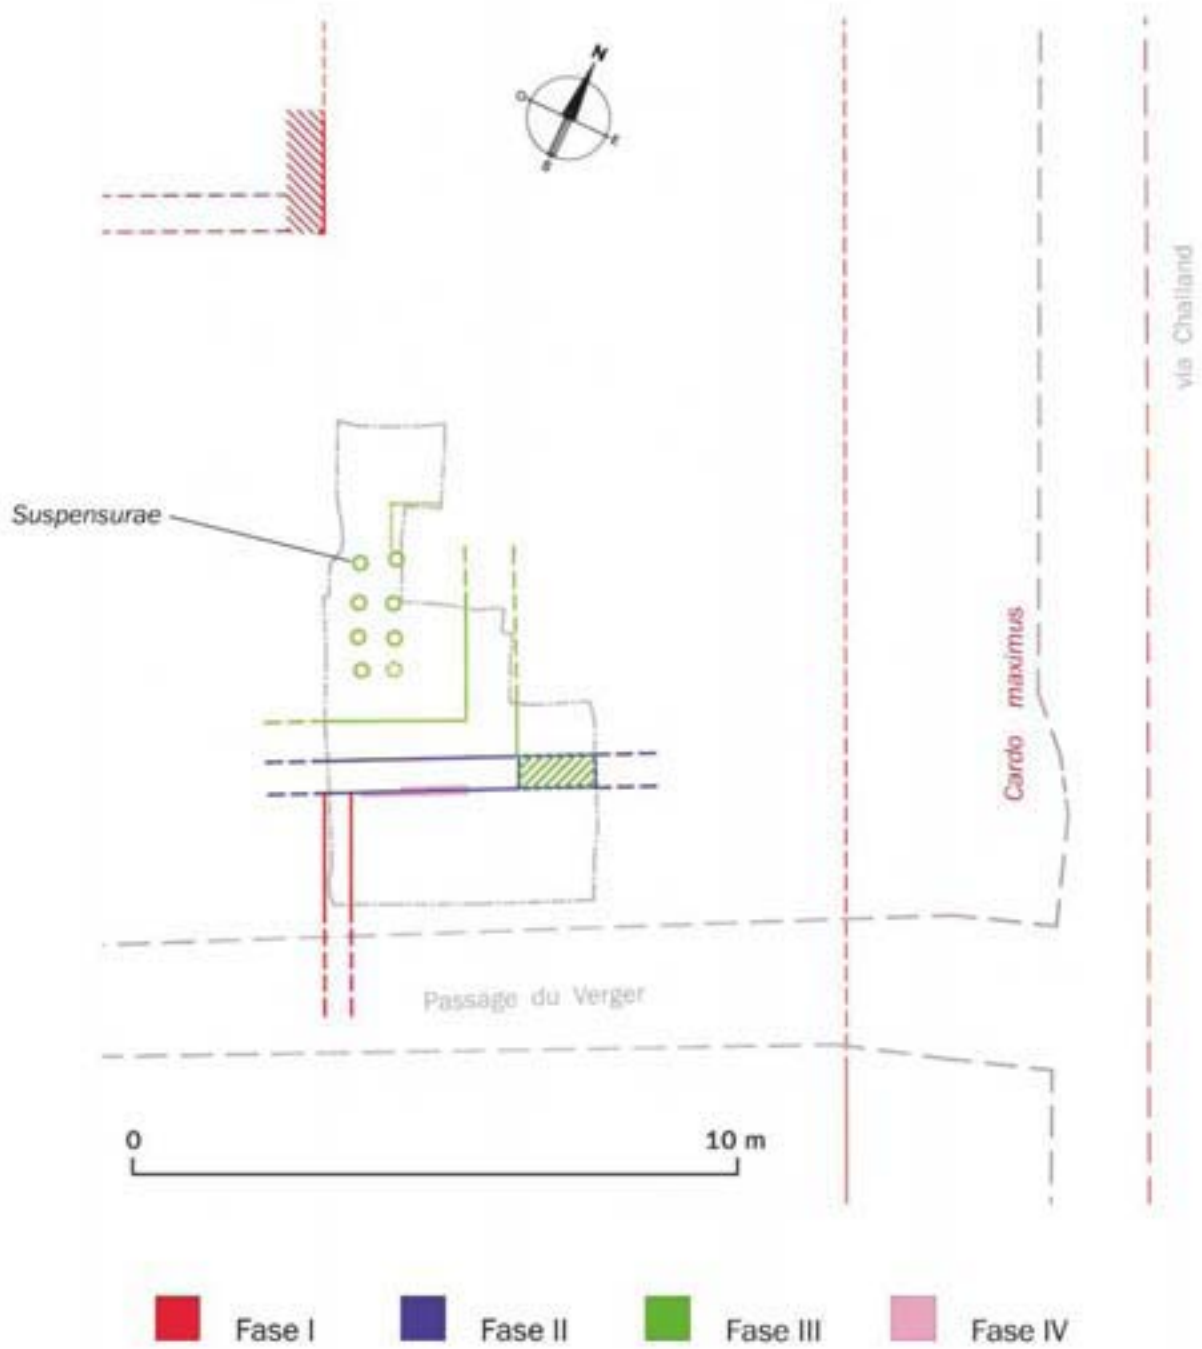 N
O
E
S
via Challand
Suspensurae
Cardo maximus
Passage du Verger
0 10 m
Fase I Fase II Fase III Fase IV